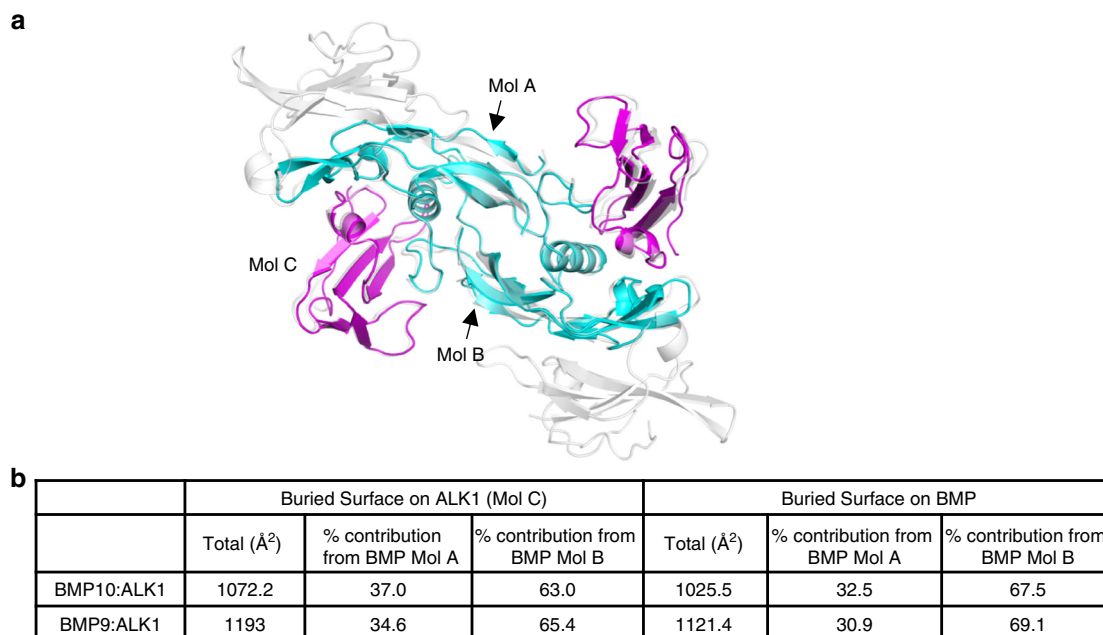 a
Mol A
Mol C
Mol B
b
Buried Surface on ALK1 (Mol C) Buried Surface on BMP
Total (Å²) % contribution from BMP Mol A % contribution from BMP Mol B Total (Å²) % contribution from BMP Mol A % contribution from BMP Mol B
BMP10:ALK1 1072.2 37.0 63.0 1025.5 32.5 67.5
BMP9:ALK1 1193 34.6 65.4 1121.4 30.9 69.1